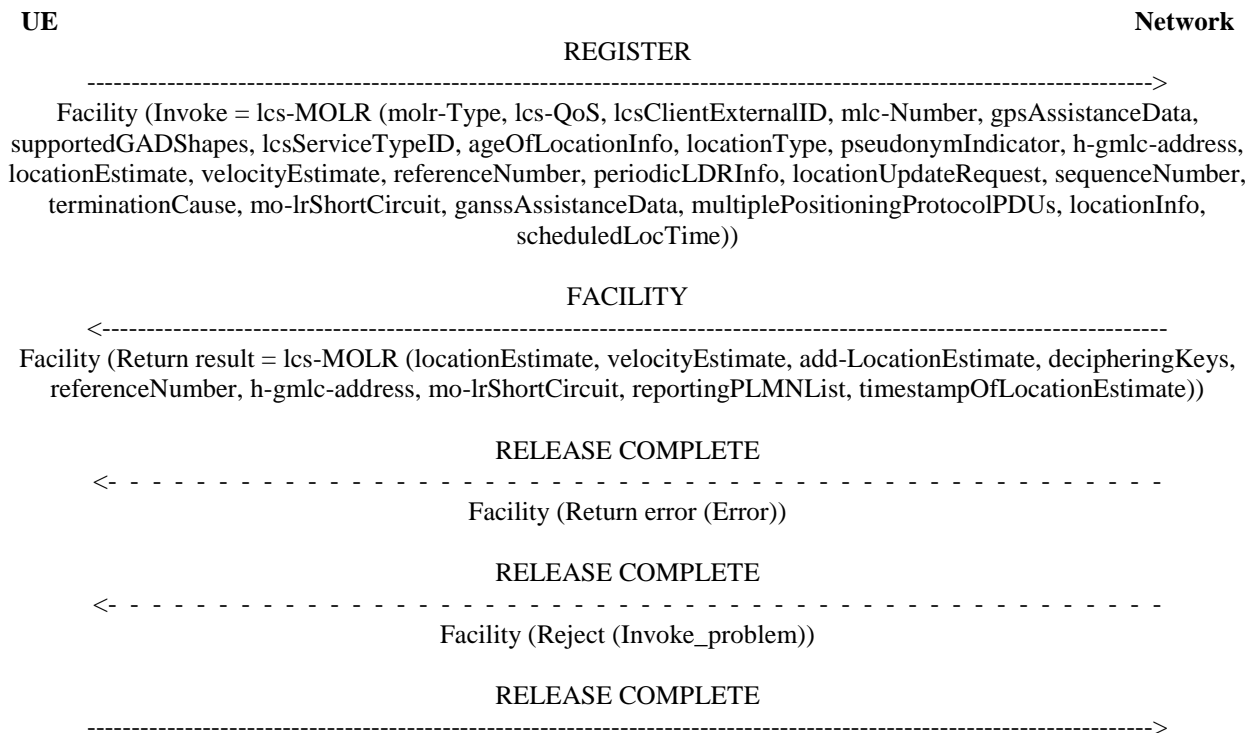 UE Network
REGISTER
------------------------------------------------------------------------------------------------------------------------->
Facility (Invoke = lcs-MOLR (molr-Type, lcs-QoS, lcsClientExternalID, mlc-Number, gpsAssistanceData,
supportedGADShapes, lcsServiceTypeID, ageOfLocationInfo, locationType, pseudonymIndicator, h-gmlc-address,
locationEstimate, velocityEstimate, referenceNumber, periodicLDRInfo, locationUpdateRequest, sequenceNumber,
terminationCause, mo-lrShortCircuit, ganssAssistanceData, multiplePositioningProtocolPDUs, locationInfo,
scheduledLocTime))
FACILITY
<-------------------------------------------------------------------------------------------------------------------------
Facility (Return result = lcs-MOLR (locationEstimate, velocityEstimate, add-LocationEstimate, decipheringKeys,
referenceNumber, h-gmlc-address, mo-lrShortCircuit, reportingPLMNList, timestampOfLocationEstimate))
RELEASE COMPLETE
<- - - - - - - - - - - - - - - - - - - - - - - - - - - - - - - - - - - - - - - - - - - - - - - -
Facility (Return error (Error))
RELEASE COMPLETE
<- - - - - - - - - - - - - - - - - - - - - - - - - - - - - - - - - - - - - - - - - - - - - - - -
Facility (Reject (Invoke_problem))
RELEASE COMPLETE
------------------------------------------------------------------------------------------------------------------------->